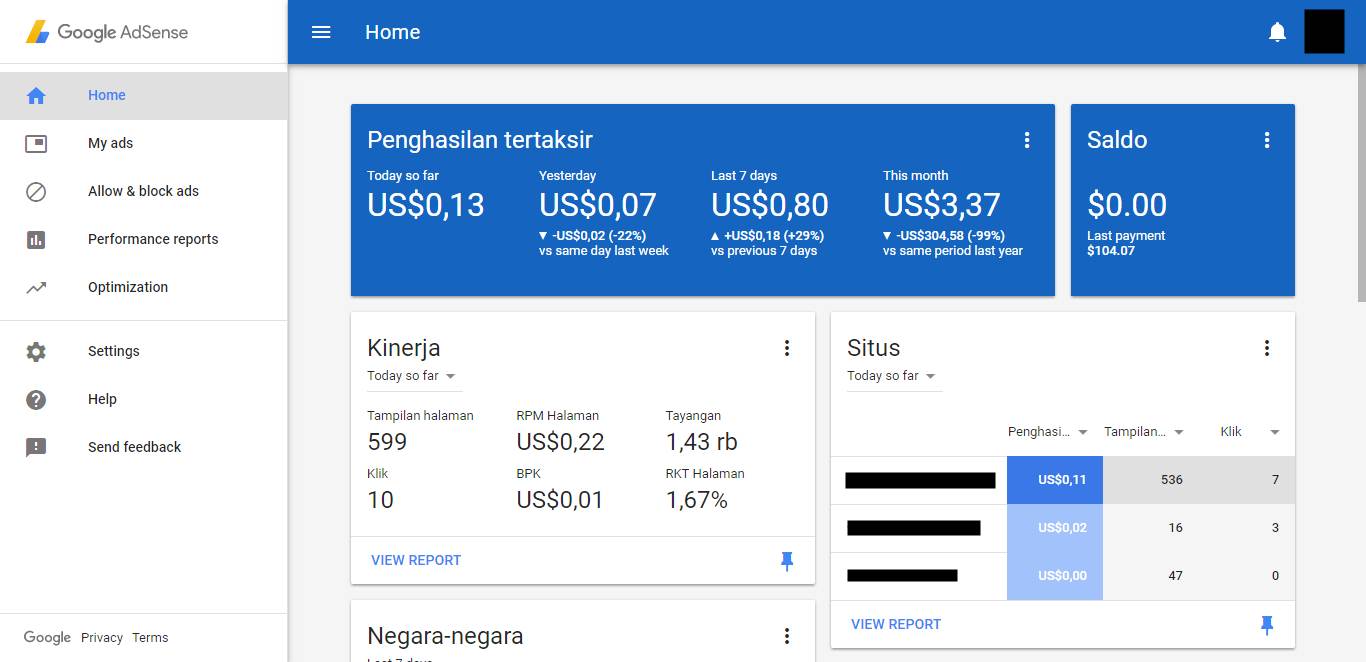 Google AdSense
Home
Home
My ads
Allow & block ads
Performance reports
Optimization
Settings
Help
Send feedback
Google Privacy Terms
Penghasilan tertaksir
Today so far
US$0,13
Yesterday
US$0,07
▼ -US$0,02 (-22%)
vs same day last week
Last 7 days
US$0,80
▲ +US$0,18 (+29%)
vs previous 7 days
This month
US$3,37
▼ -US$304,58 (-99%)
vs same period last year
Saldo
$0.00
Last payment
$104.07
Kinerja
Today so far
Tampilan halaman
599
RPM Halaman
US$0,22
Tayangan
1,43 rb
Klik
10
BPK
US$0,01
RKT Halaman
1,67%
VIEW REPORT
Situs
Today so far
Penghasi... Tampilan... Klik
US$0,11 536 7
US$0,02 16 3
US$0,00 47 0
VIEW REPORT
Negara-negara
Last 7 days